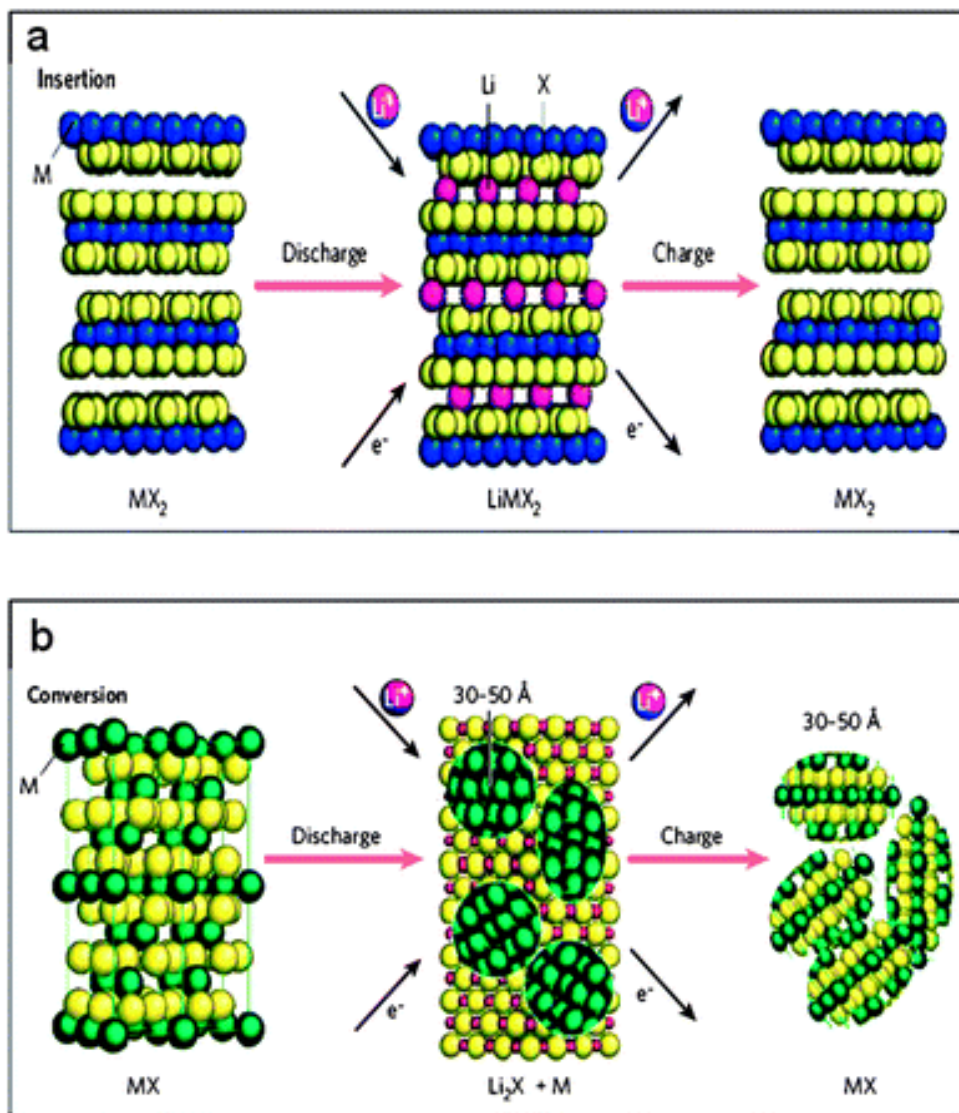 a
Insertion
Li X
Li⁺ Li⁺
M
Discharge Charge
e⁻ e⁻
MX₂ LiMX₂ MX₂
b
Conversion
Li⁺ 30-50 Å Li⁺
30-50 Å
M
Discharge Charge
e⁻ e⁻
MX Li₂X + M MX